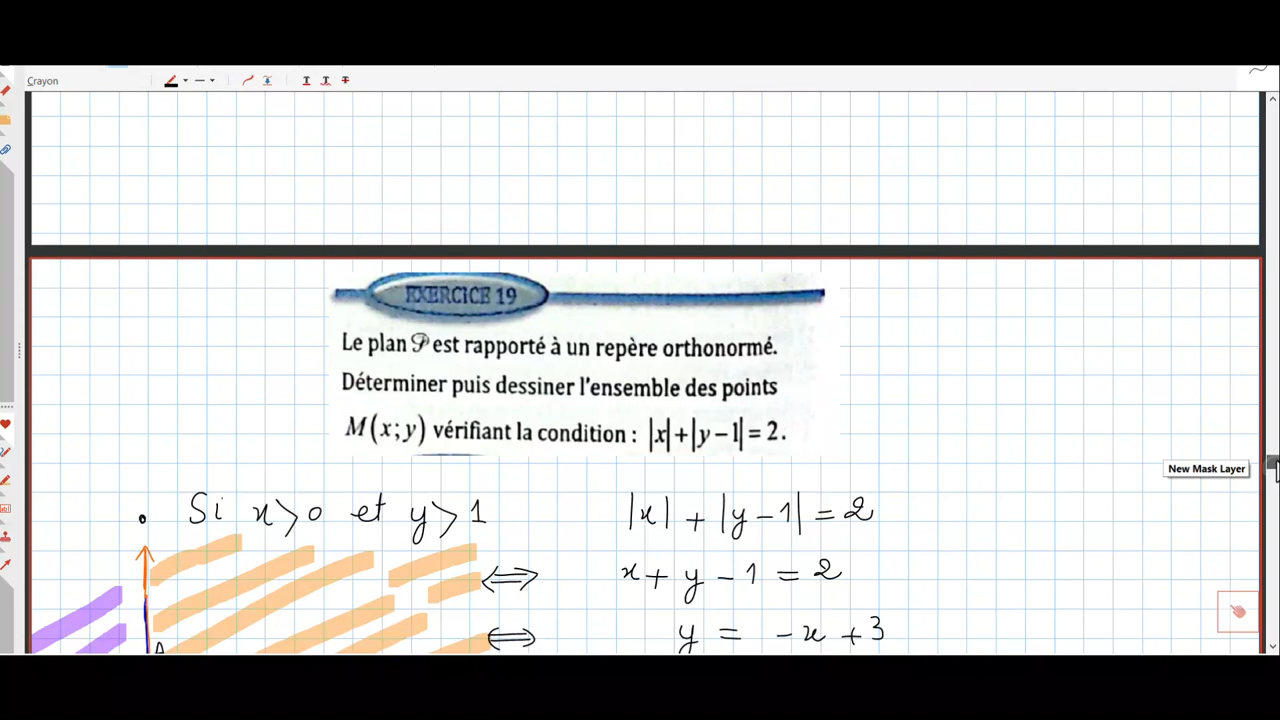 Crayon
EXERCICE 19
Le plan 𝒫 est rapporté à un repère orthonormé.
Déterminer puis dessiner l'ensemble des points
M(x;y) vérifiant la condition : |x|+|y−1|=2.
New Mask Layer
• Si x>0 et y>1 |x| + |y−1| = 2
⟺ x + y − 1 = 2
⟺ y = −x + 3
A